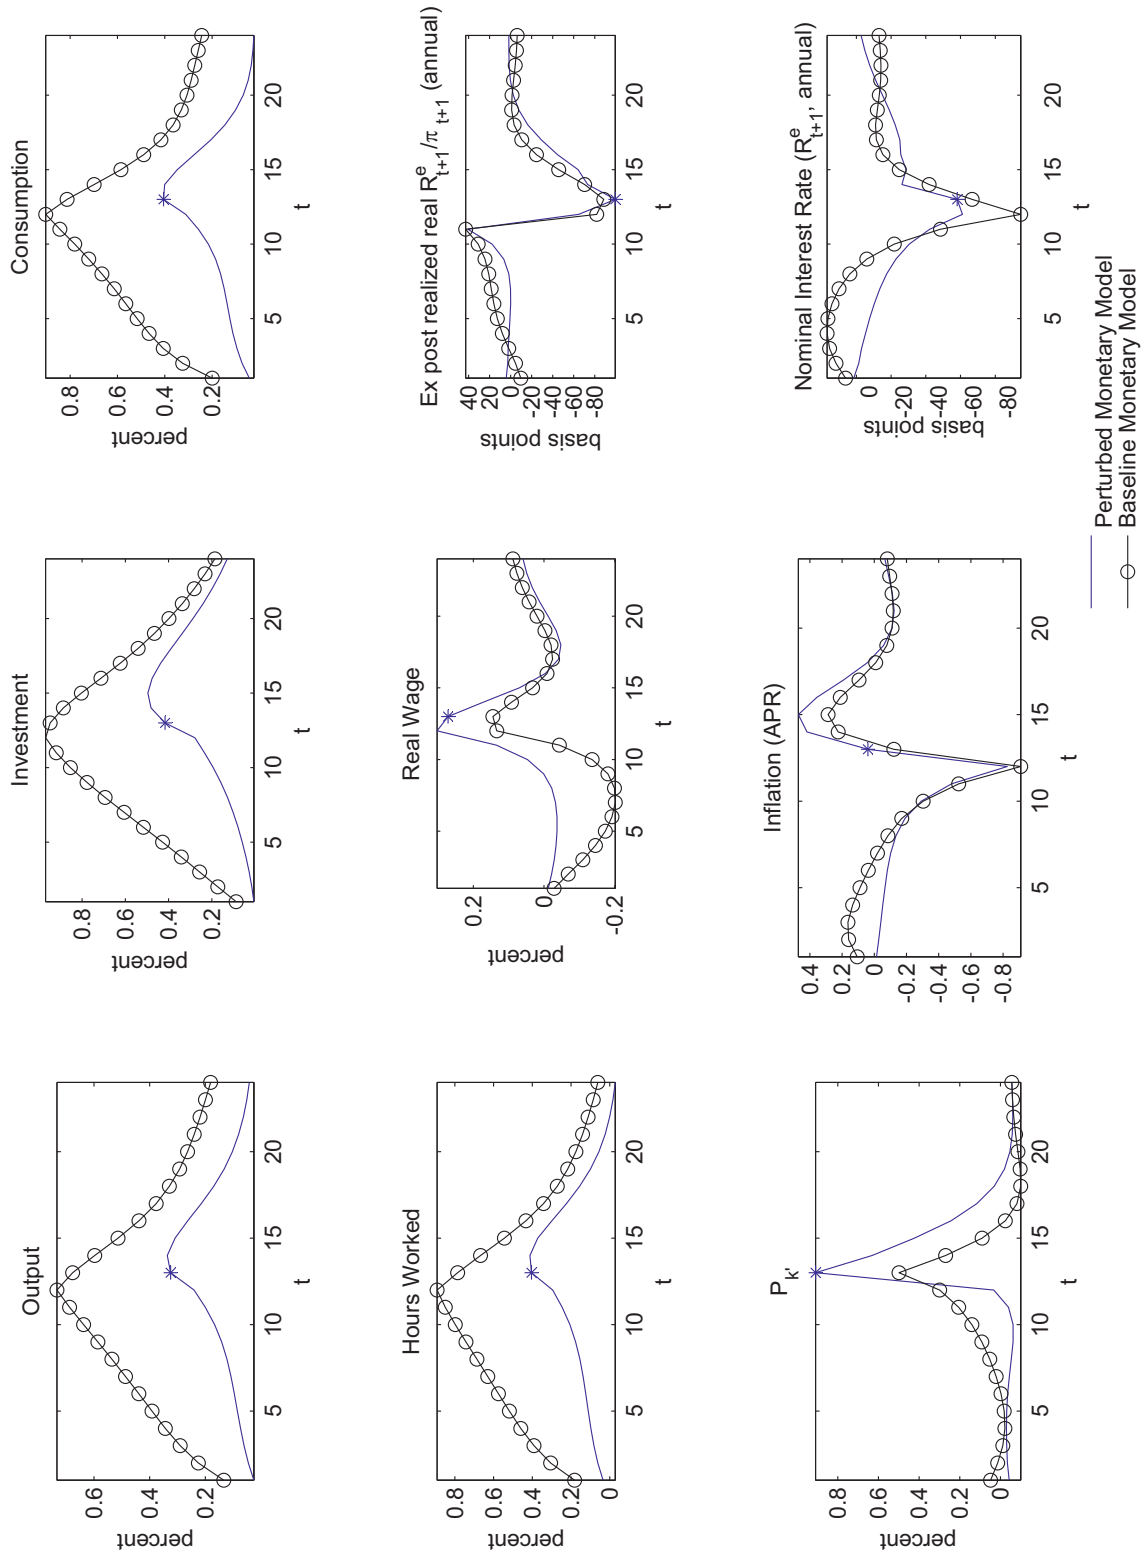 Output
percent
0.6
0.4
0.2
5
10
15
20
t
Investment
percent
0.8
0.6
0.4
0.2
5
10
15
20
t
Consumption
percent
0.8
0.6
0.4
0.2
5
10
15
20
t
Hours Worked
percent
0.8
0.6
0.4
0.2
0
5
10
15
20
t
Real Wage
percent
0.2
0
-0.2
5
10
15
20
t
Ex post realized real R^e_{t+1}/π_{t+1} (annual)
basis points
40
20
0
-20
-40
-60
-80
5
10
15
20
t
P_{k'}
percent
0.8
0.6
0.4
0.2
0
5
10
15
20
t
Inflation (APR)
0.4
0.2
0
-0.2
-0.4
-0.6
-0.8
5
10
15
20
t
Nominal Interest Rate (R^e_{t+1}, annual)
basis points
0
-20
-40
-60
-80
5
10
15
20
t
Perturbed Monetary Model
Baseline Monetary Model